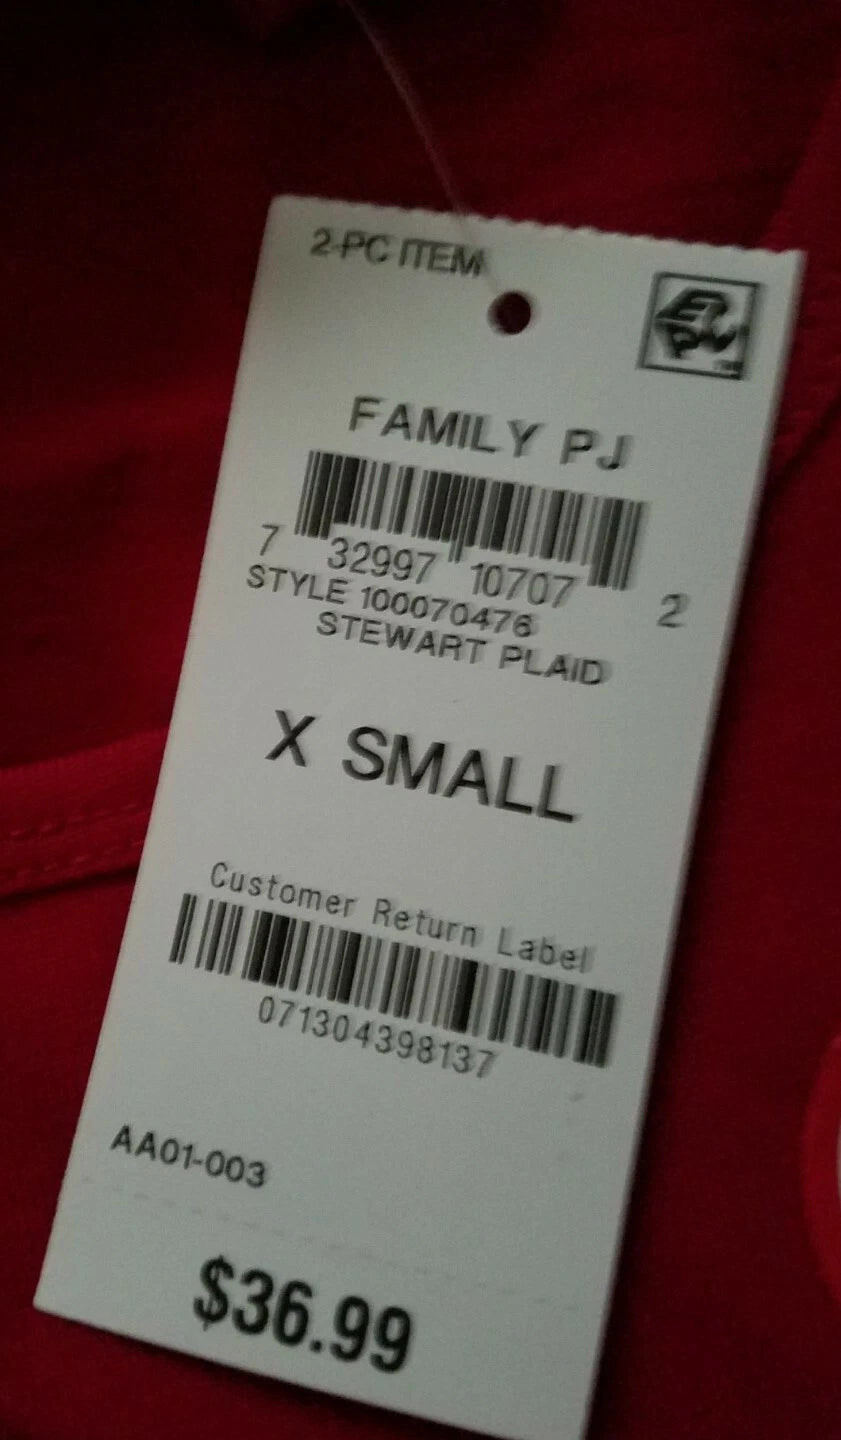 2-PC ITEM
FAMILY PJ
7 32997 10707 2
STYLE 100070476
STEWART PLAID
X SMALL
Customer Return Label
071304398137
AA01-003
$36.99